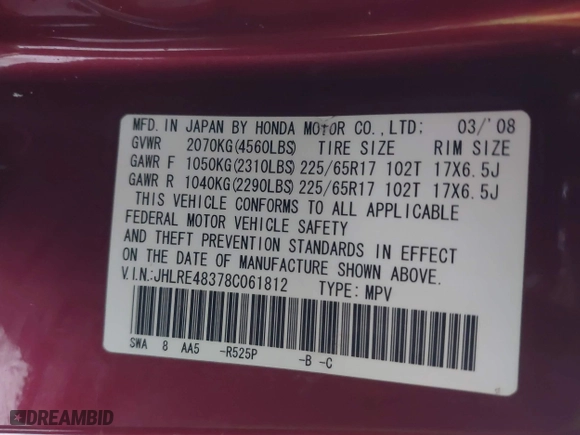 MFD. IN JAPAN BY HONDA MOTOR CO., LTD: 03/'08
GVWR 2070KG(4560LBS) TIRE SIZE RIM SIZE
GAWR F 1050KG(2310LBS) 225/65R17 102T 17X6.5J
GAWR R 1040KG(2290LBS) 225/65R17 102T 17X6.5J
THIS VEHICLE CONFORMS TO ALL APPLICABLE
FEDERAL MOTOR VEHICLE SAFETY
AND THEFT PREVENTION STANDARDS IN EFFECT
ON THE DATE OF MANUFACTURE SHOWN ABOVE.
V.I.N.:JHLRE48378C061812 TYPE: MPV
SWA 8 AA5 -R525P -B -C
DREAMBID